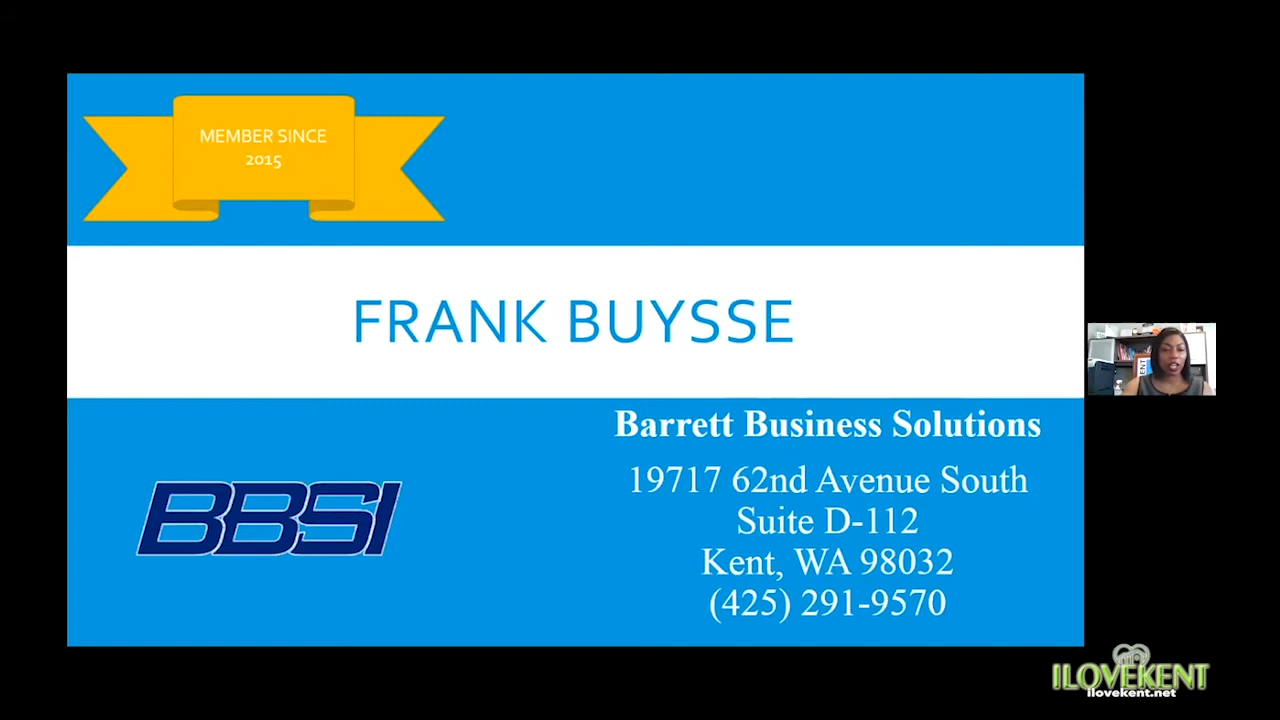 MEMBER SINCE
2015
FRANK BUYSSE
Barrett Business Solutions
19717 62nd Avenue South
Suite D-112
Kent, WA 98032
(425) 291-9570
BBSI
KENT
ILOVEKENT
ilovekent.net